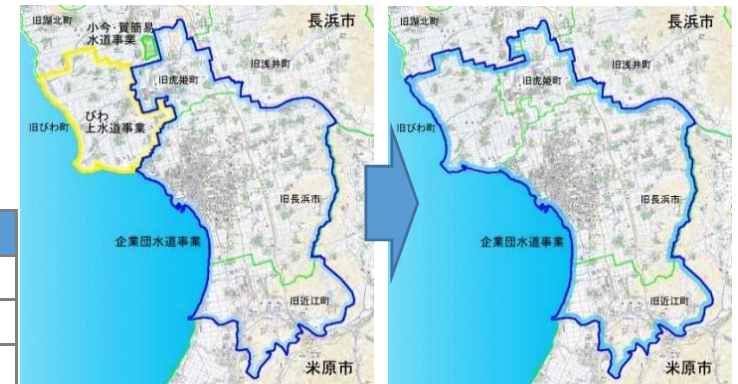 旧湖北町
長浜市
小今・賀簡易
水道事業
旧浅井町
旧虎姫町
びわ
上水道事業
旧びわ町
旧長浜市
企業団水道事業
旧近江町
米原市
旧湖北町
長浜市
旧浅井町
旧虎姫町
旧びわ町
旧長浜市
企業団水道事業
旧近江町
米原市